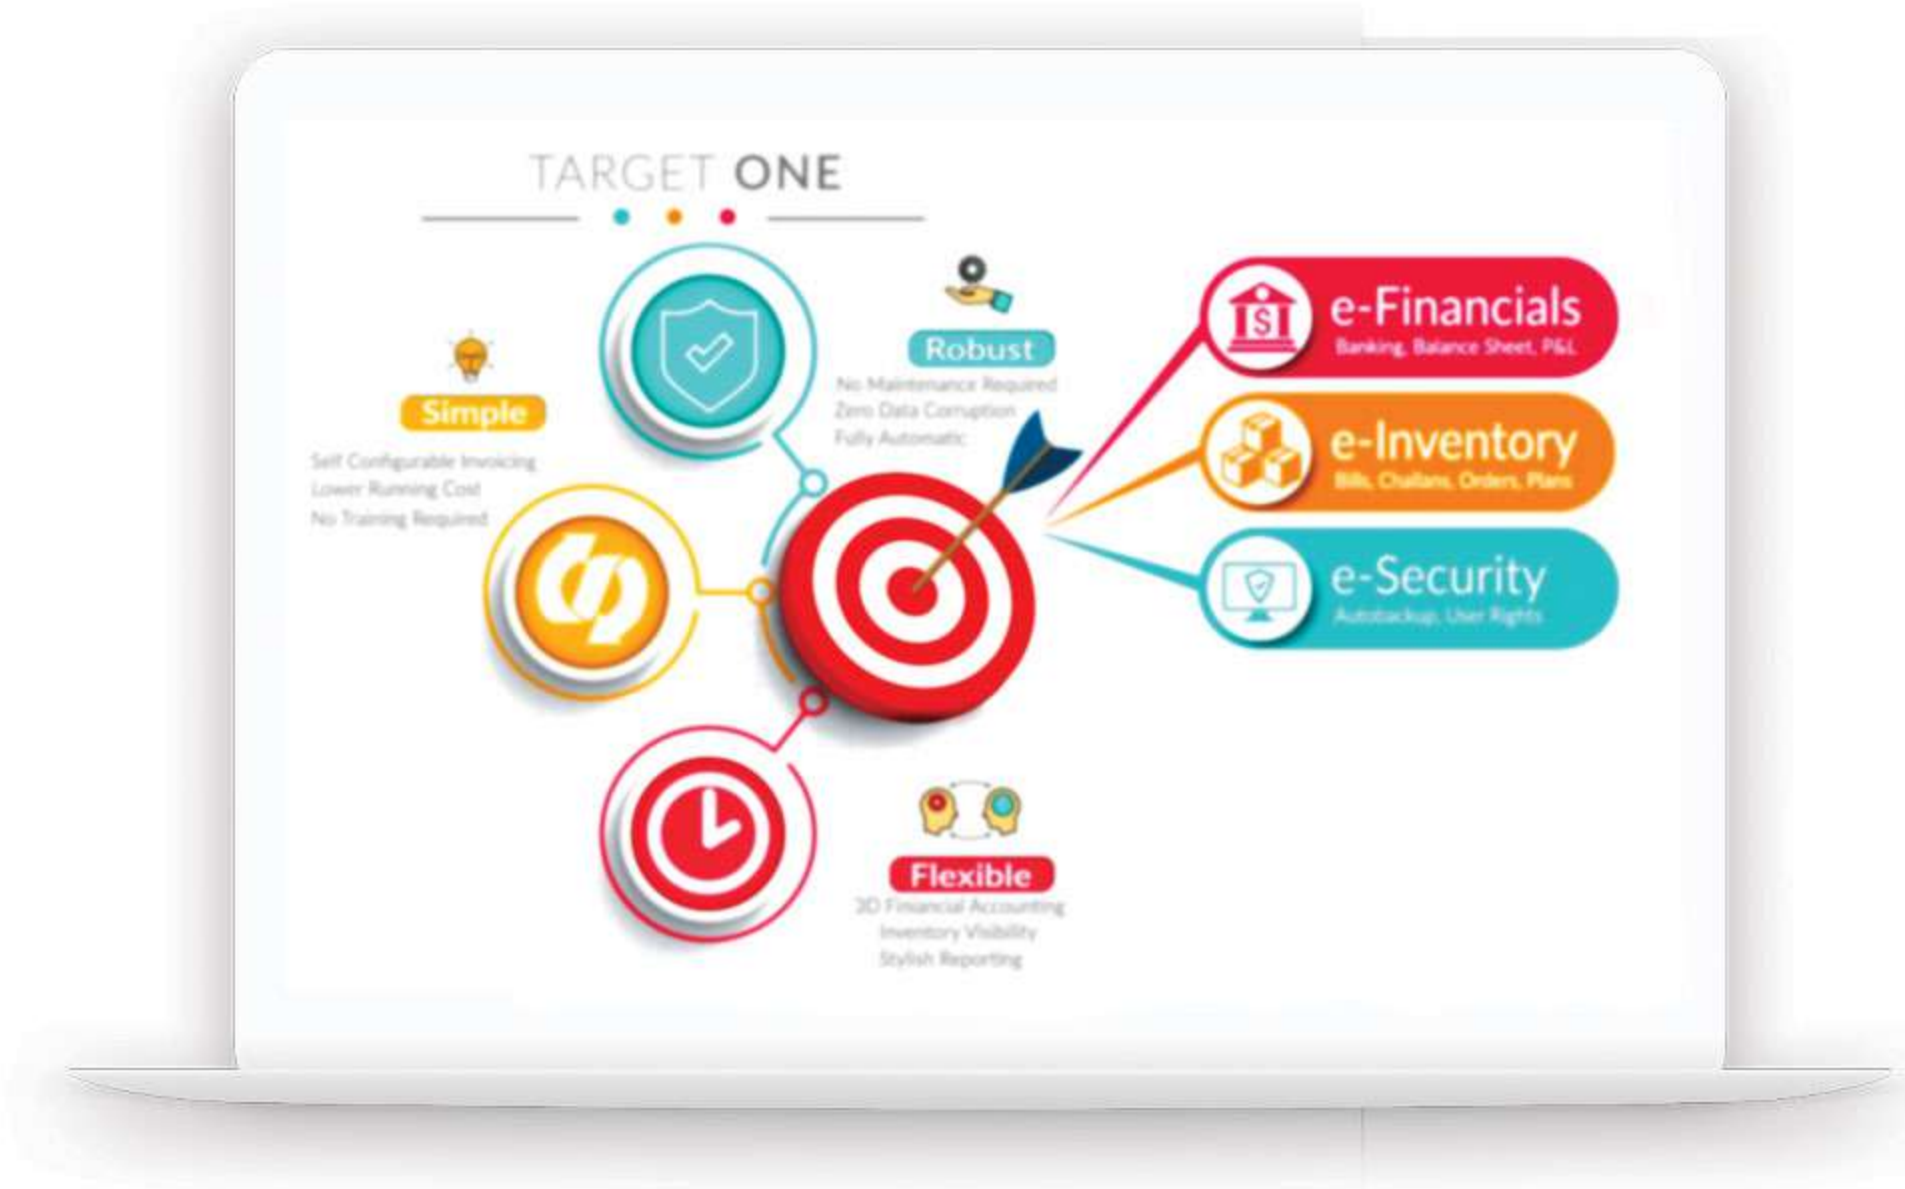 TARGET ONE
Simple
Self Configurable Invoicing
Lower Running Cost
No Training Required
Robust
No Maintenance Required
Zero Data Corruption
Fully Automatic
Flexible
3D Financial Accounting
Inventory Visibility
Stylish Reporting
e-Financials
Banking, Balance Sheet, P&L
e-Inventory
Bills, Challans, Orders, Plans
e-Security
Autobackup, User Rights